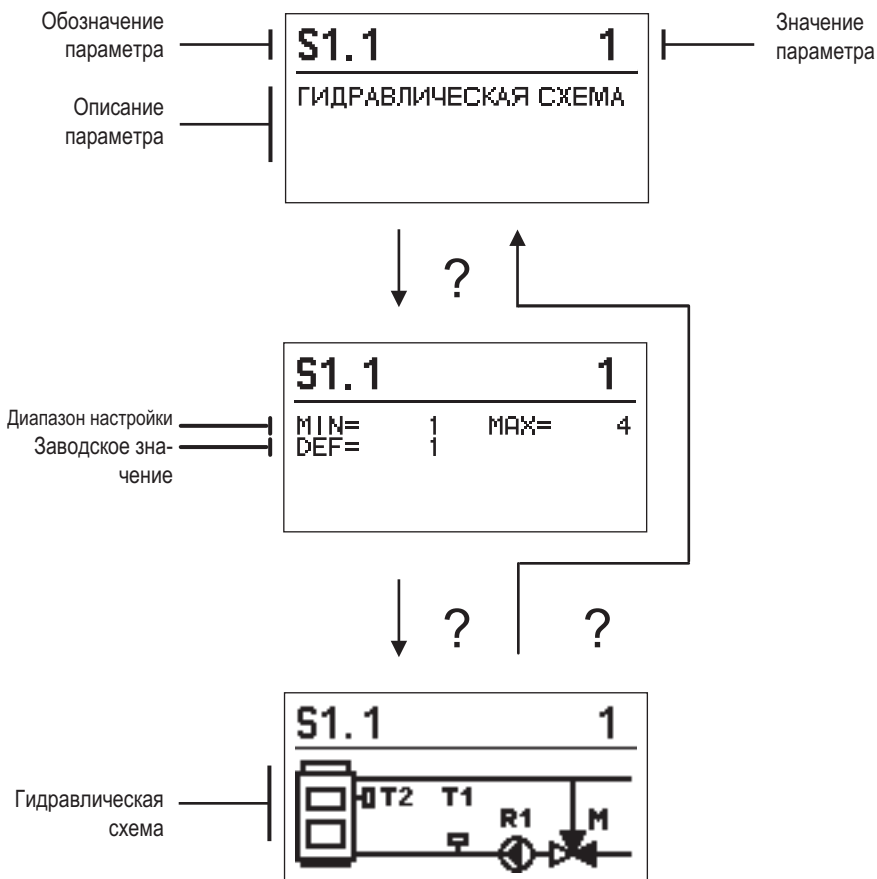 Обозначение
параметра
S1.1 1
Значение
параметра
Описание
параметра
ГИДРАВЛИЧЕСКАЯ СХЕМА
?
S1.1 1
Диапазон настройки
MIN= 1 MAX= 4
Заводское зна-
чение
DEF= 1
? ?
S1.1 1
Гидравлическая
схема
T2 T1
R1 M